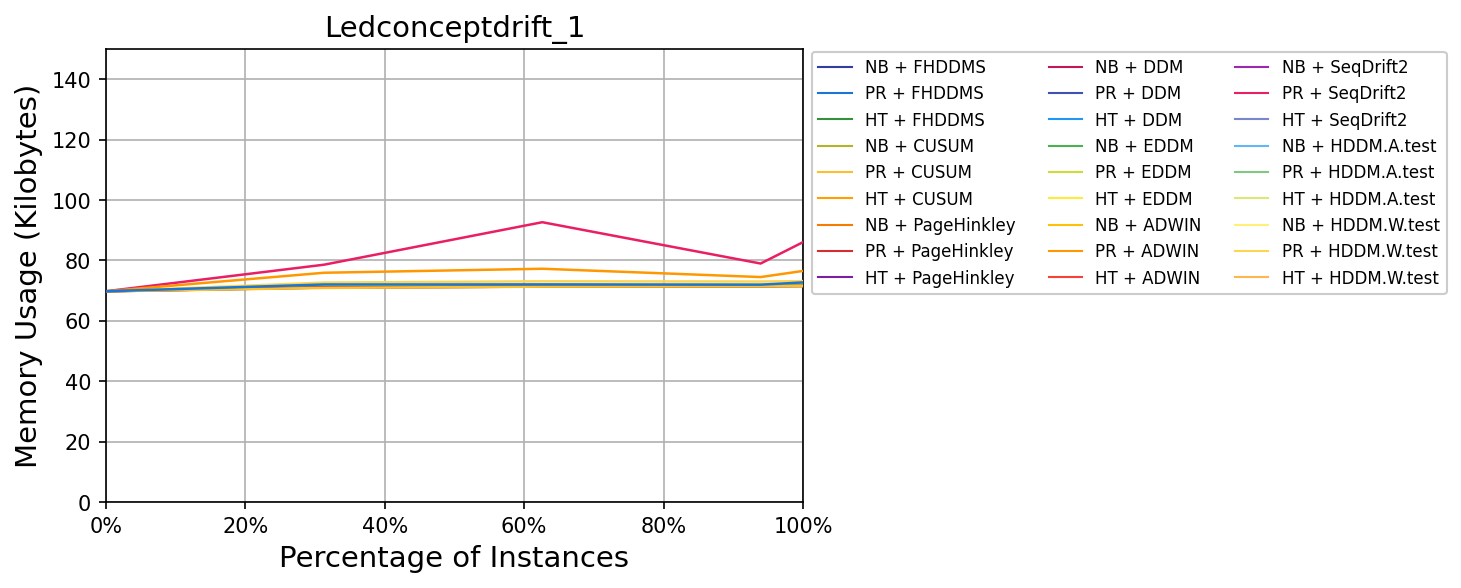 Ledconceptdrift_1
Memory Usage (Kilobytes)
140
120
100
80
60
40
20
0
0% 20% 40% 60% 80% 100%
Percentage of Instances
NB + FHDDMS
PR + FHDDMS
HT + FHDDMS
NB + CUSUM
PR + CUSUM
HT + CUSUM
NB + PageHinkley
PR + PageHinkley
HT + PageHinkley
NB + DDM
PR + DDM
HT + DDM
NB + EDDM
PR + EDDM
HT + EDDM
NB + ADWIN
PR + ADWIN
HT + ADWIN
NB + SeqDrift2
PR + SeqDrift2
HT + SeqDrift2
NB + HDDM.A.test
PR + HDDM.A.test
HT + HDDM.A.test
NB + HDDM.W.test
PR + HDDM.W.test
HT + HDDM.W.test